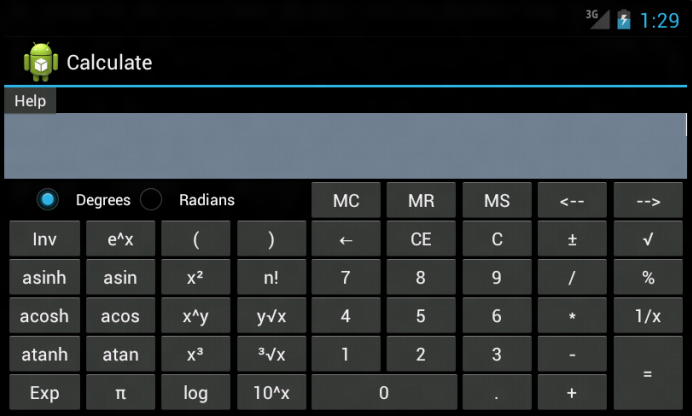 3G 1:29
Calculate
Help
Degrees Radians MC MR MS <-- -->
Inv e^x ( ) ← CE C ± √
asinh asin x² n! 7 8 9 / %
acosh acos x^y y√x 4 5 6 * 1/x
atanh atan x³ ³√x 1 2 3 - =
Exp π log 10^x 0 . +